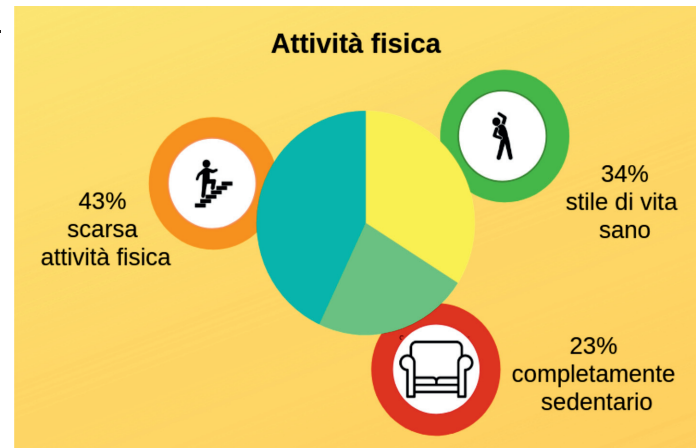 Attività fisica
34%
stile di vita
sano
43%
scarsa
attività fisica
23%
completamente
sedentario